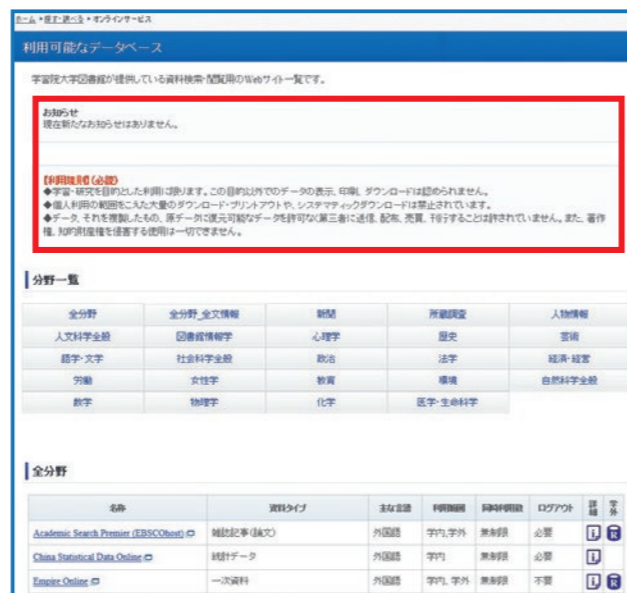 ホーム ▸ 探す・調べる ▸ オンラインサービス
利用可能なデータベース
学習院大学図書館が提供している資料検索・閲覧用のWebサイト一覧です。
お知らせ
現在新たなお知らせはありません。
【利用規則】(必読)
◆学習・研究を目的とした利用に限ります。この目的以外でのデータの表示、印刷、ダウンロードは認められません。
◆個人利用の範囲をこえた大量のダウンロード・プリントアウトや、システマティックダウンロードは禁止されています。
◆データ、それを複製したもの、原データに復元可能なデータを許可なく第三者に送信、配布、売買、刊行することは許されていません。また、著作
権、知的財産権を侵害する使用は一切できません。
分野一覧
全分野 全分野_全文情報 新聞 所蔵調査 人物情報
人文科学全般 図書館情報学 心理学 歴史 芸術
語学・文学 社会科学全般 政治 法学 経済・経営
労働 女性学 教育 環境 自然科学全般
数学 物理学 化学 医学・生命科学
全分野
名称 資料タイプ 主な言語 利用範囲 同時利用数 ログアウト 詳細 学外
Academic Search Premier (EBSCOhost) 雑誌記事(論文) 外国語 学内,学外 無制限 必要 i R
China Statistical Data Online 統計データ 外国語 学内 無制限 必要 i
Empire Online 一次資料 外国語 学内, 学外 無制限 不要 i R